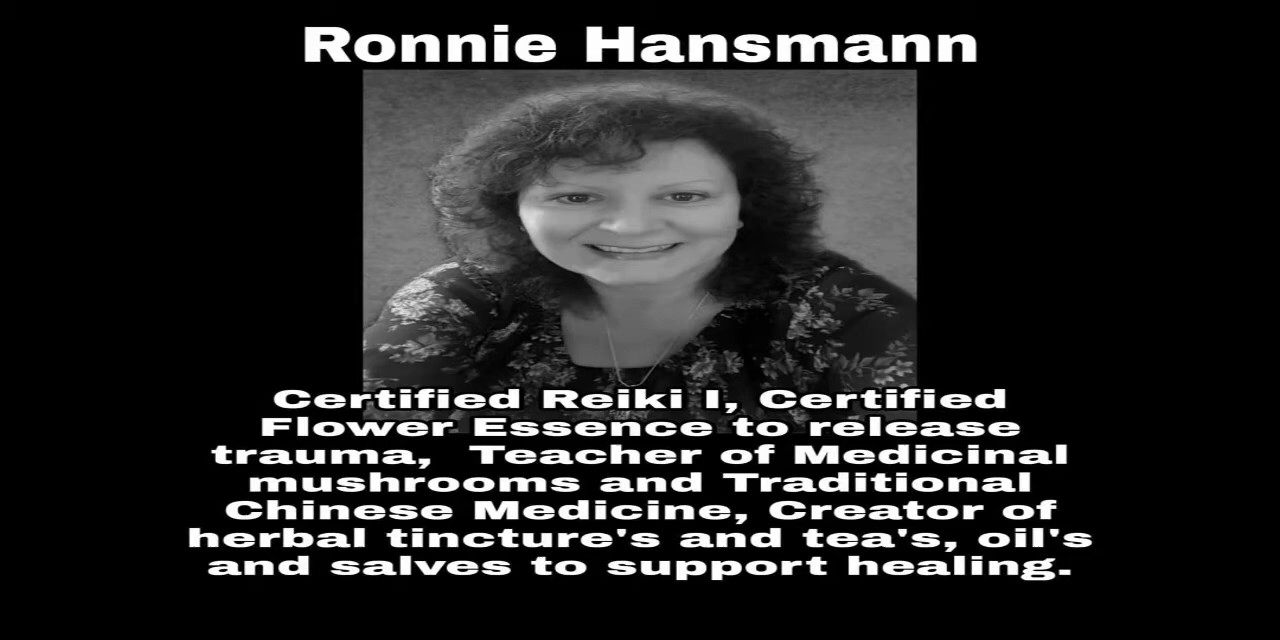 Ronnie Hansmann
Certified Reiki I, Certified
Flower Essence to release
trauma,  Teacher of Medicinal
mushrooms and Traditional
Chinese Medicine, Creator of
herbal tincture's and tea's, oil's
and salves to support healing.